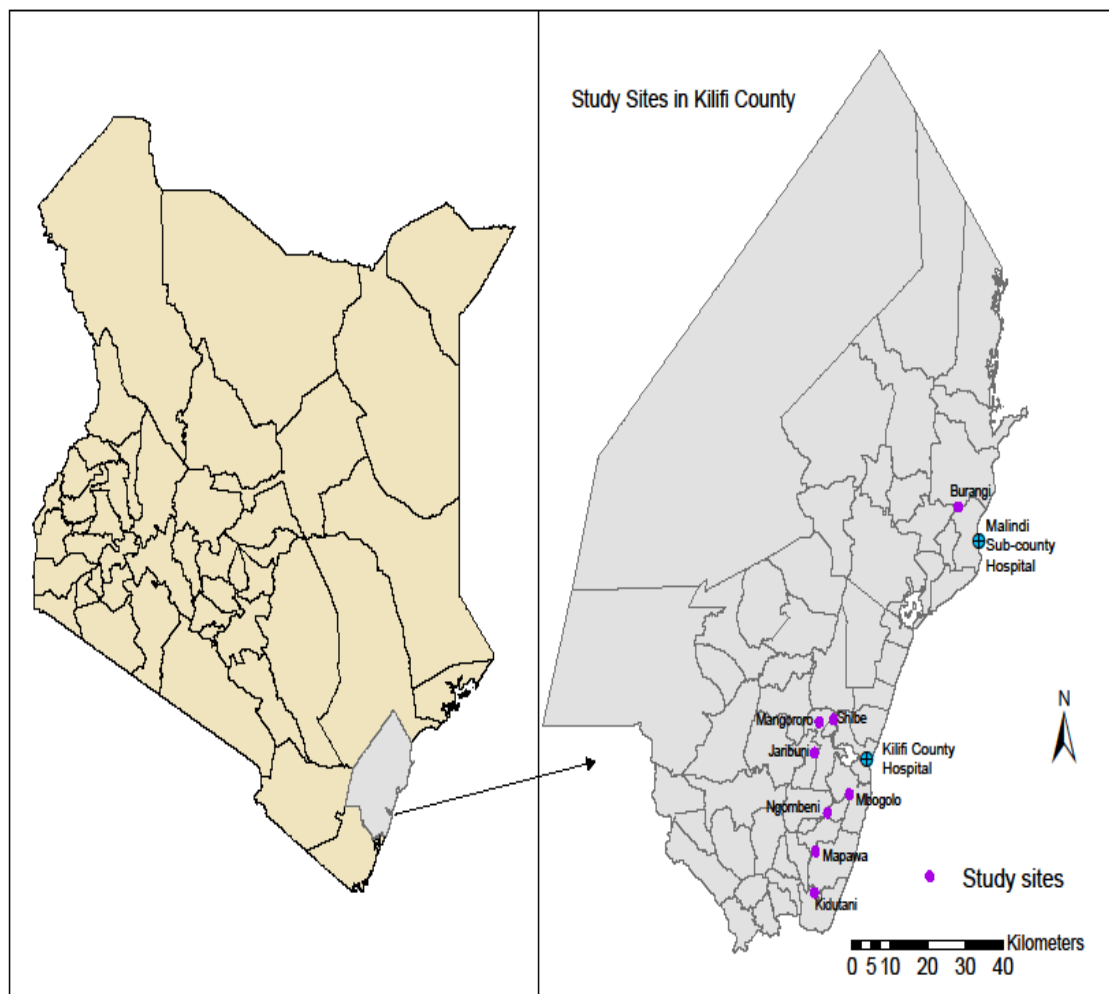 Study Sites in Kilifi County
Burangi
Malindi
Sub-county
Hospital
Mangororo
Shibe
Jaribuni
Kilifi County
Hospital
Mbogolo
Ngombeni
Mapawa
Kidutani
N
Study sites
Kilometers
0 5 10 20 30 40